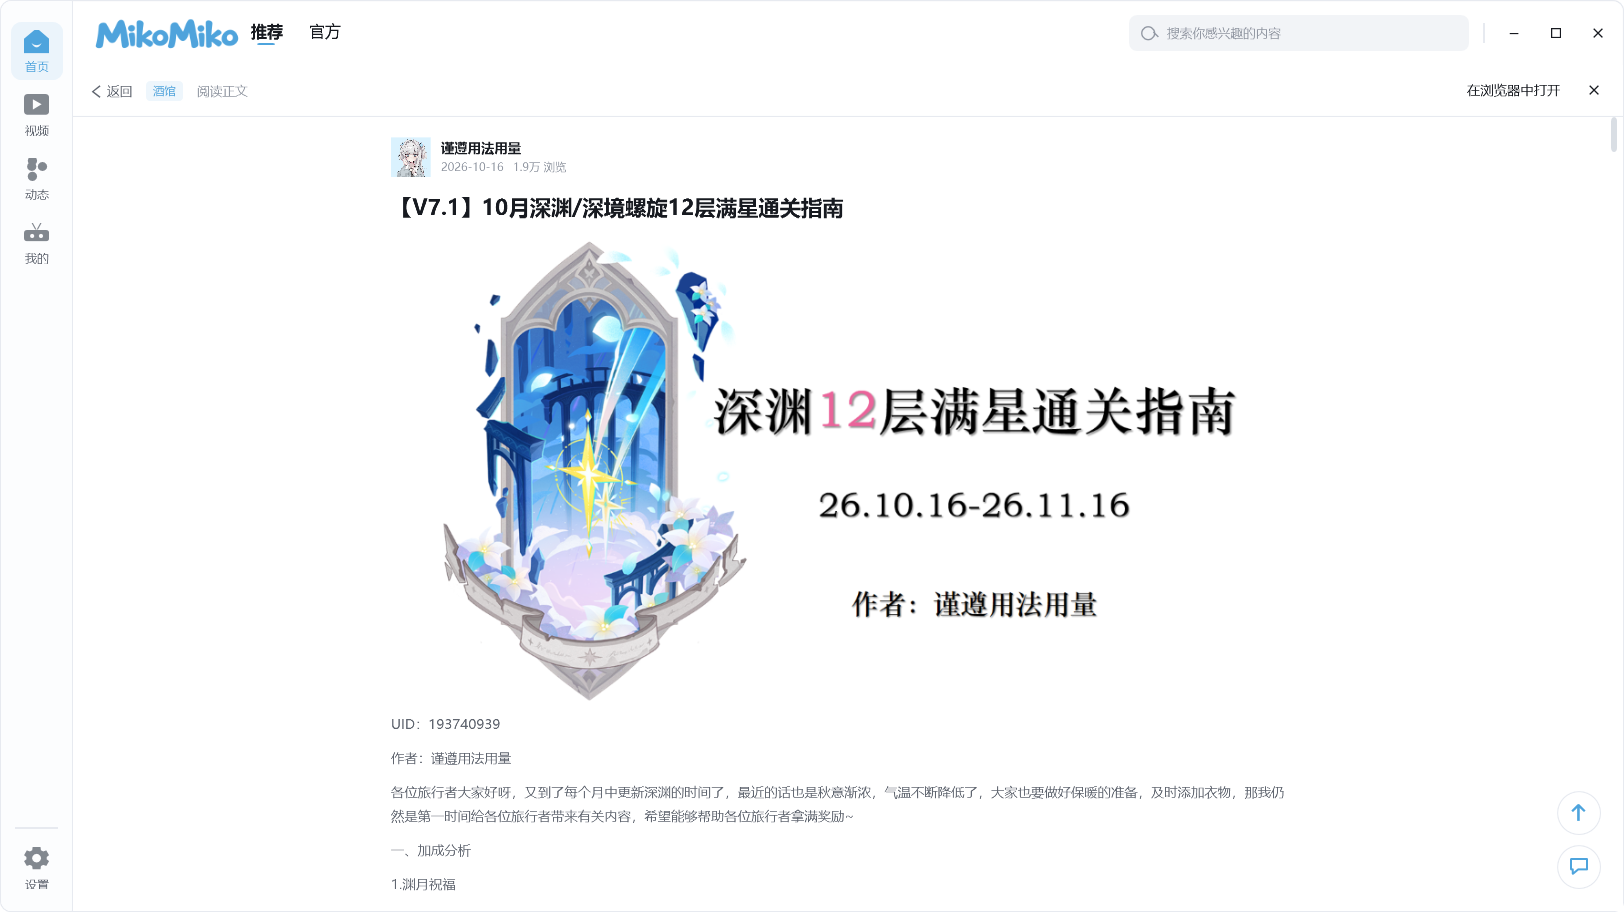 MikoMiko 推荐 官方 搜索你感兴趣的内容
首页
视频
动态
我的
设置
返回 酒馆 阅读正文 在浏览器中打开
谨遵用法用量
2026-10-16 1.9万 浏览
【V7.1】10月深渊/深境螺旋12层满星通关指南
深渊12层满星通关指南
26.10.16-26.11.16
作者：谨遵用法用量
UID：193740939
作者：谨遵用法用量
各位旅行者大家好呀，又到了每个月中更新深渊的时间了，最近的话也是秋意渐浓，气温不断降低了，大家也要做好保暖的准备，及时添加衣物，那我仍
然是第一时间给各位旅行者带来有关内容，希望能够帮助各位旅行者拿满奖励~
一、加成分析
1.渊月祝福